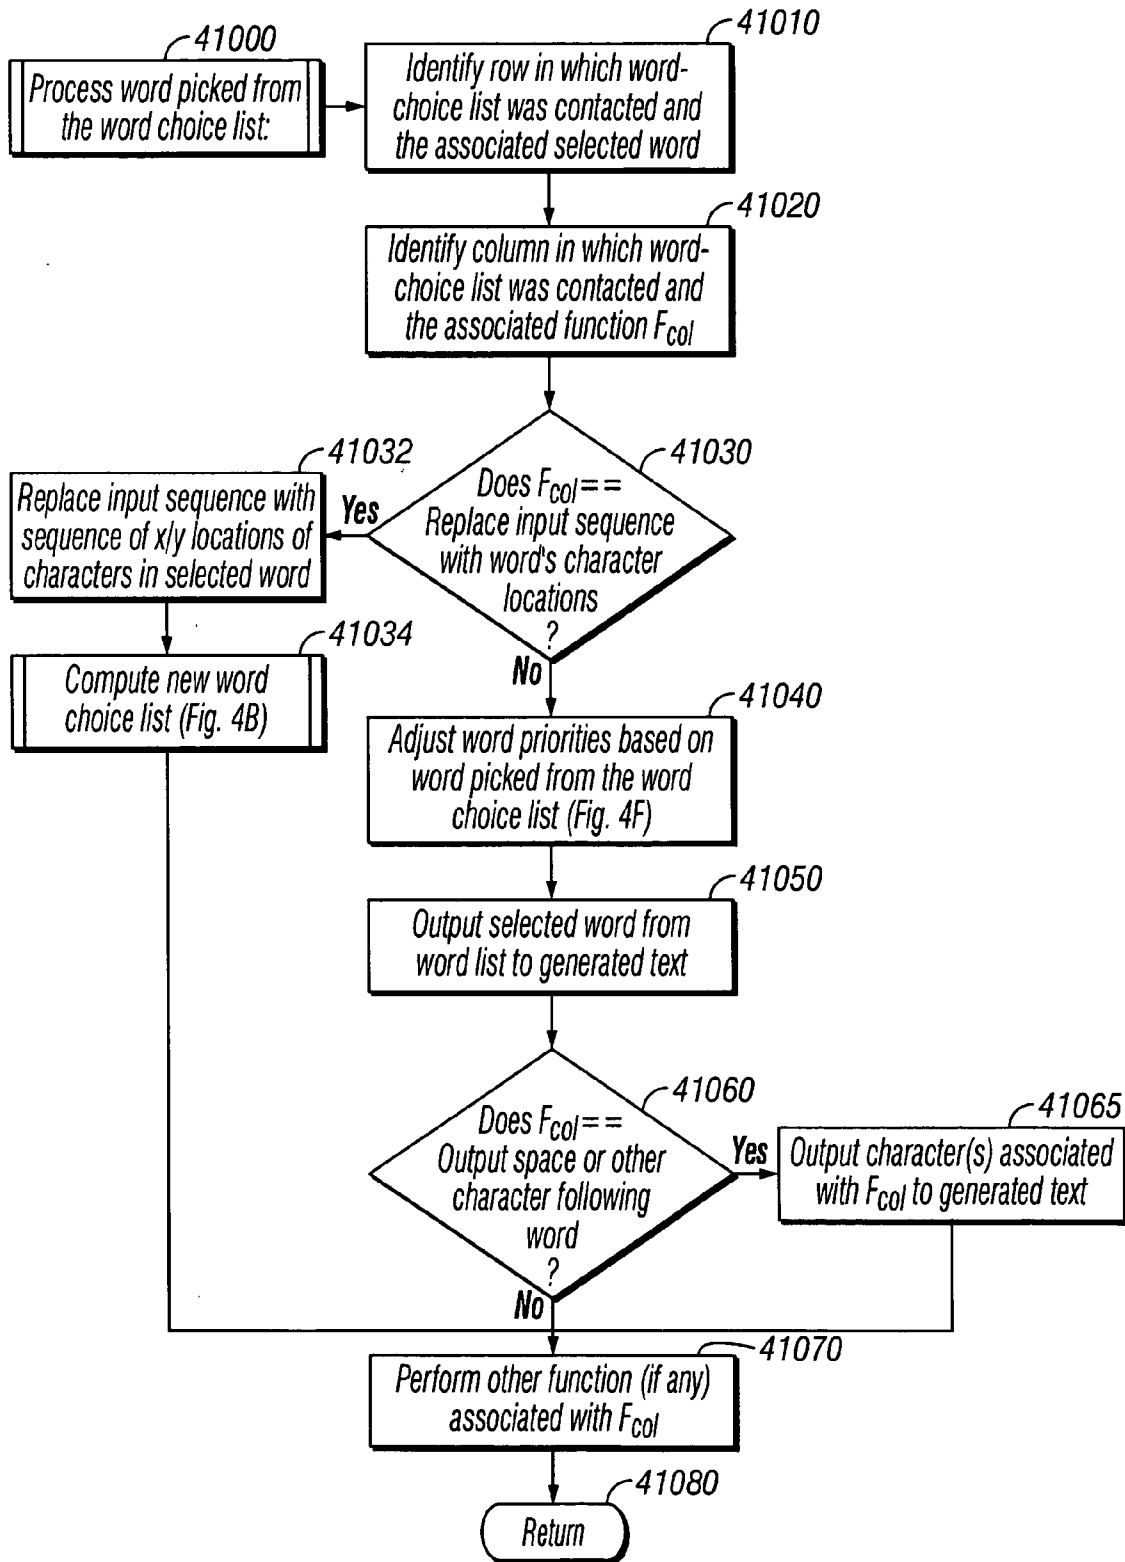 41000
Process word picked from
the word choice list:
41010
Identify row in which word-
choice list was contacted and
the associated selected word
41020
Identify column in which word-
choice list was contacted and
the associated function Fcol
41030
Does Fcol==
Replace input sequence
with word's character
locations
?
Yes
No
41032
Replace input sequence with
sequence of x/y locations of
characters in selected word
41034
Compute new word
choice list (Fig. 4B)
41040
Adjust word priorities based on
word picked from the word
choice list (Fig. 4F)
41050
Output selected word from
word list to generated text
41060
Does Fcol==
Output space or other
character following
word
?
Yes
No
41065
Output character(s) associated
with Fcol to generated text
41070
Perform other function (if any)
associated with Fcol
41080
Return